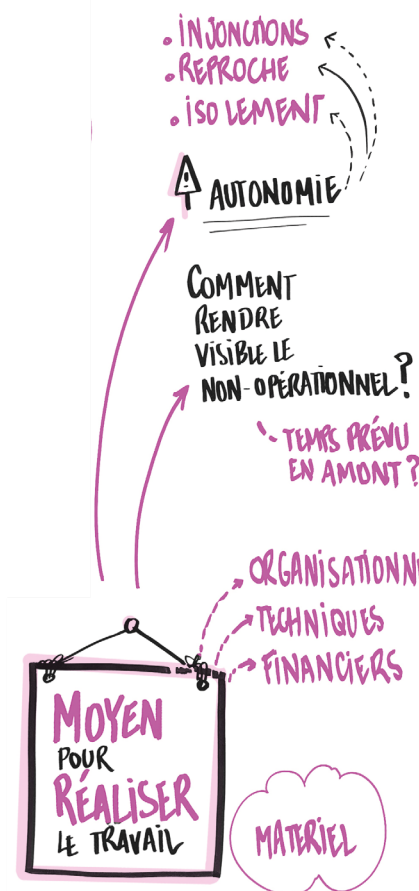 • INJONCTIONS
• REPROCHE
• ISOLEMENT
! AUTONOMIE
COMMENT
RENDRE
VISIBLE LE
NON-OPÉRATIONNEL?
TEMPS PRÉVU
EN AMONT?
ORGANISATIONN
TECHNIQUES
FINANCIERS
MOYEN
POUR
RÉALISER
LE TRAVAIL
MATERIEL